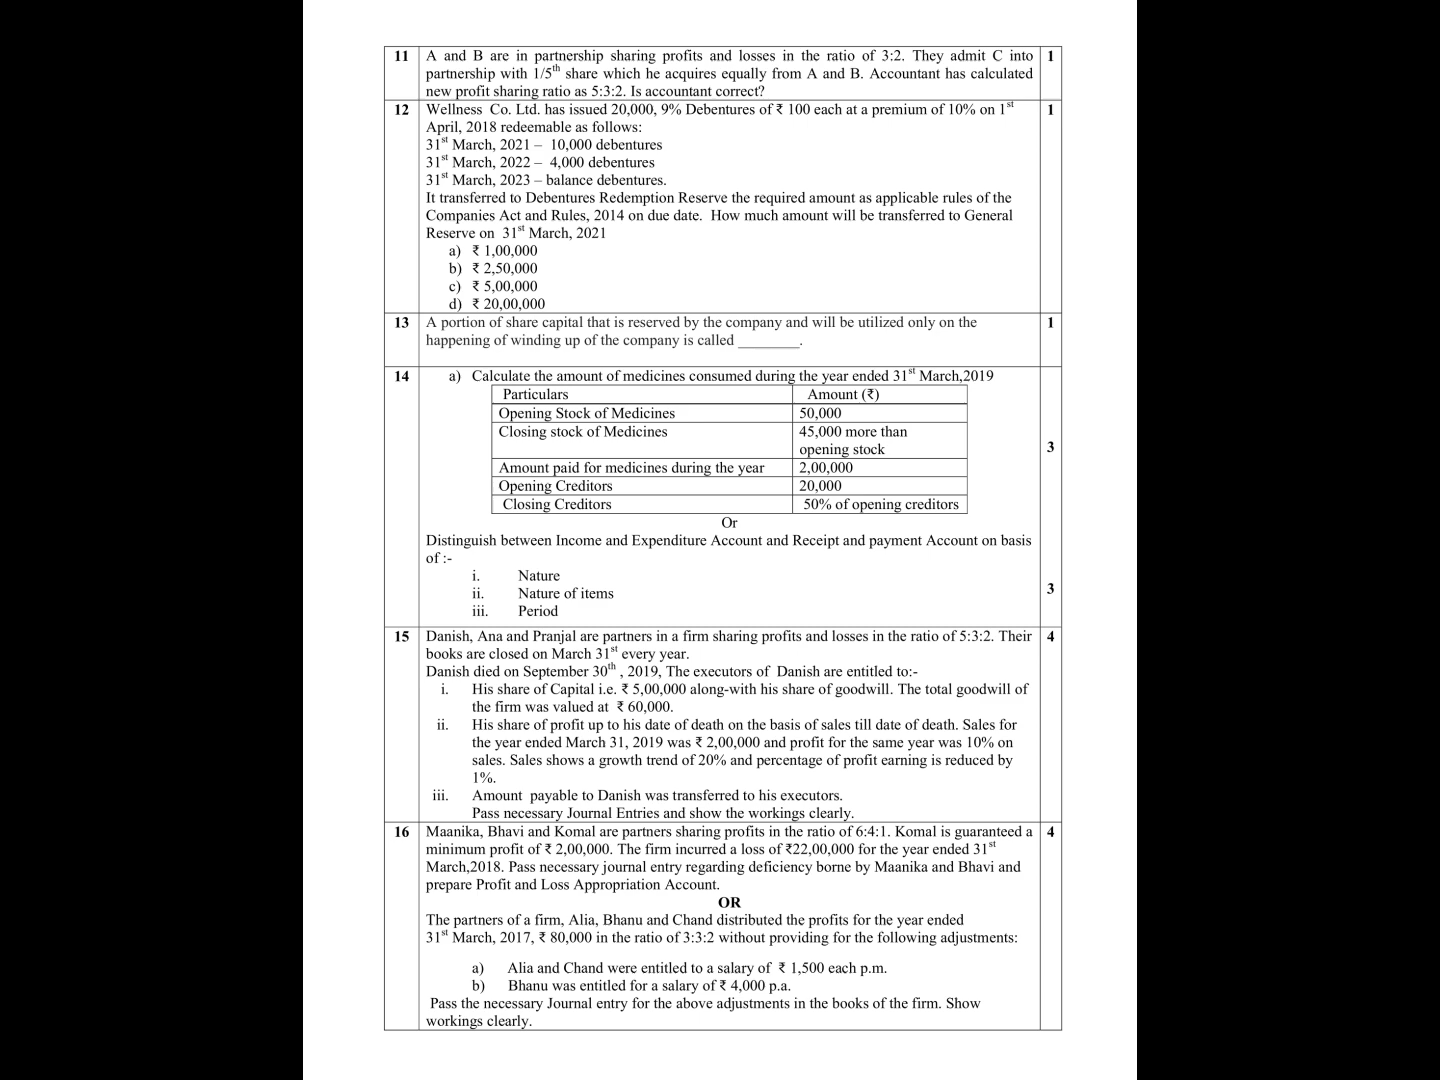 11 A and B are in partnership sharing profits and losses in the ratio of 3:2. They admit C into 1
partnership with 1/5th share which he acquires equally from A and B. Accountant has calculated
new profit sharing ratio as 5:3:2. Is accountant correct?
12 Wellness Co. Ltd. has issued 20,000, 9% Debentures of ₹ 100 each at a premium of 10% on 1st 1
April, 2018 redeemable as follows:
31st March, 2021 – 10,000 debentures
31st March, 2022 – 4,000 debentures
31st March, 2023 – balance debentures.
It transferred to Debentures Redemption Reserve the required amount as applicable rules of the
Companies Act and Rules, 2014 on due date. How much amount will be transferred to General
Reserve on 31st March, 2021
a) ₹ 1,00,000
b) ₹ 2,50,000
c) ₹ 5,00,000
d) ₹ 20,00,000
13 A portion of share capital that is reserved by the company and will be utilized only on the 1
happening of winding up of the company is called ________.
14 a) Calculate the amount of medicines consumed during the year ended 31st March,2019
Particulars Amount (₹)
Opening Stock of Medicines 50,000
Closing stock of Medicines 45,000 more than
opening stock 3
Amount paid for medicines during the year 2,00,000
Opening Creditors 20,000
Closing Creditors 50% of opening creditors
Or
Distinguish between Income and Expenditure Account and Receipt and payment Account on basis
of :-
i. Nature
ii. Nature of items 3
iii. Period
15 Danish, Ana and Pranjal are partners in a firm sharing profits and losses in the ratio of 5:3:2. Their 4
books are closed on March 31st every year.
Danish died on September 30th , 2019, The executors of Danish are entitled to:-
i. His share of Capital i.e. ₹ 5,00,000 along-with his share of goodwill. The total goodwill of
the firm was valued at ₹ 60,000.
ii. His share of profit up to his date of death on the basis of sales till date of death. Sales for
the year ended March 31, 2019 was ₹ 2,00,000 and profit for the same year was 10% on
sales. Sales shows a growth trend of 20% and percentage of profit earning is reduced by
1%.
iii. Amount payable to Danish was transferred to his executors.
Pass necessary Journal Entries and show the workings clearly.
16 Maanika, Bhavi and Komal are partners sharing profits in the ratio of 6:4:1. Komal is guaranteed a 4
minimum profit of ₹ 2,00,000. The firm incurred a loss of ₹22,00,000 for the year ended 31st
March,2018. Pass necessary journal entry regarding deficiency borne by Maanika and Bhavi and
prepare Profit and Loss Appropriation Account.
OR
The partners of a firm, Alia, Bhanu and Chand distributed the profits for the year ended
31st March, 2017, ₹ 80,000 in the ratio of 3:3:2 without providing for the following adjustments:
a) Alia and Chand were entitled to a salary of ₹ 1,500 each p.m.
b) Bhanu was entitled for a salary of ₹ 4,000 p.a.
Pass the necessary Journal entry for the above adjustments in the books of the firm. Show
workings clearly.